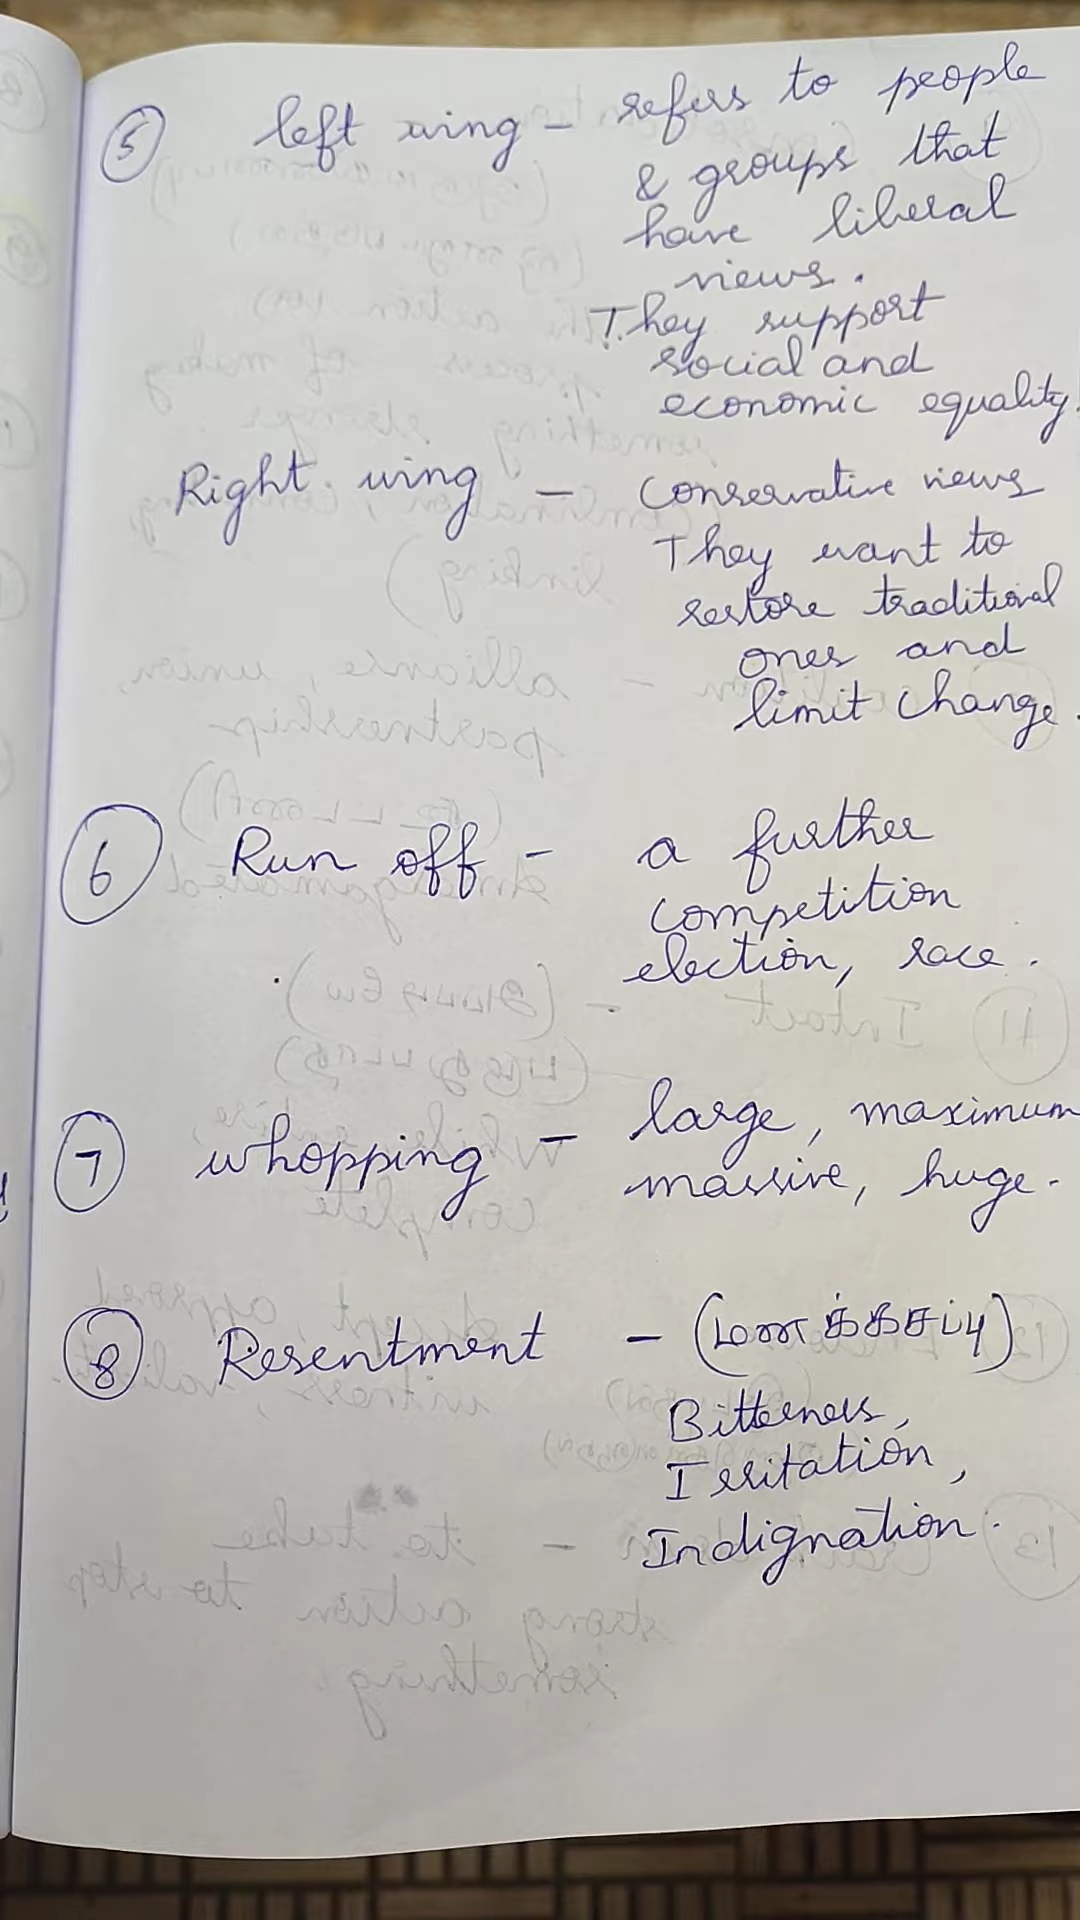 5 left wing - refers to people
& groups that
have liberal
views.
They support
social and
economic equality.
Right wing - Conservative views
They want to
restore traditional
ones and
limit change.
6 Run off - a further
competition
election, race.
7 whopping - large, maximum
massive, huge.
8 Resentment - (மனக்கசப்பு)
Bitterness,
Irritation,
Indignation.